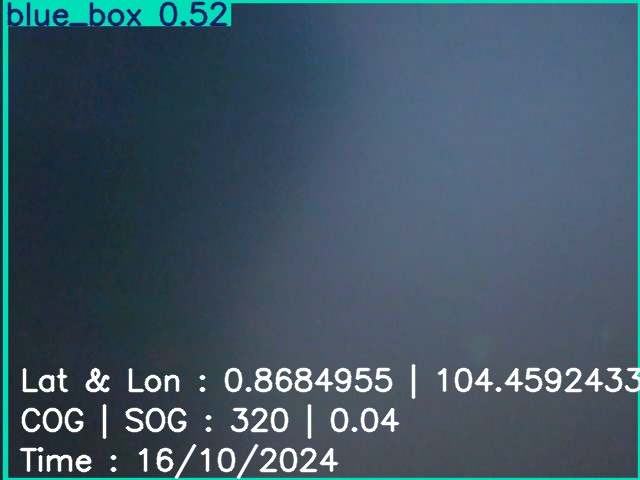 blue_box 0.52
Lat & Lon : 0.8684955 | 104.4592433
COG | SOG : 320 | 0.04
Time : 16/10/2024